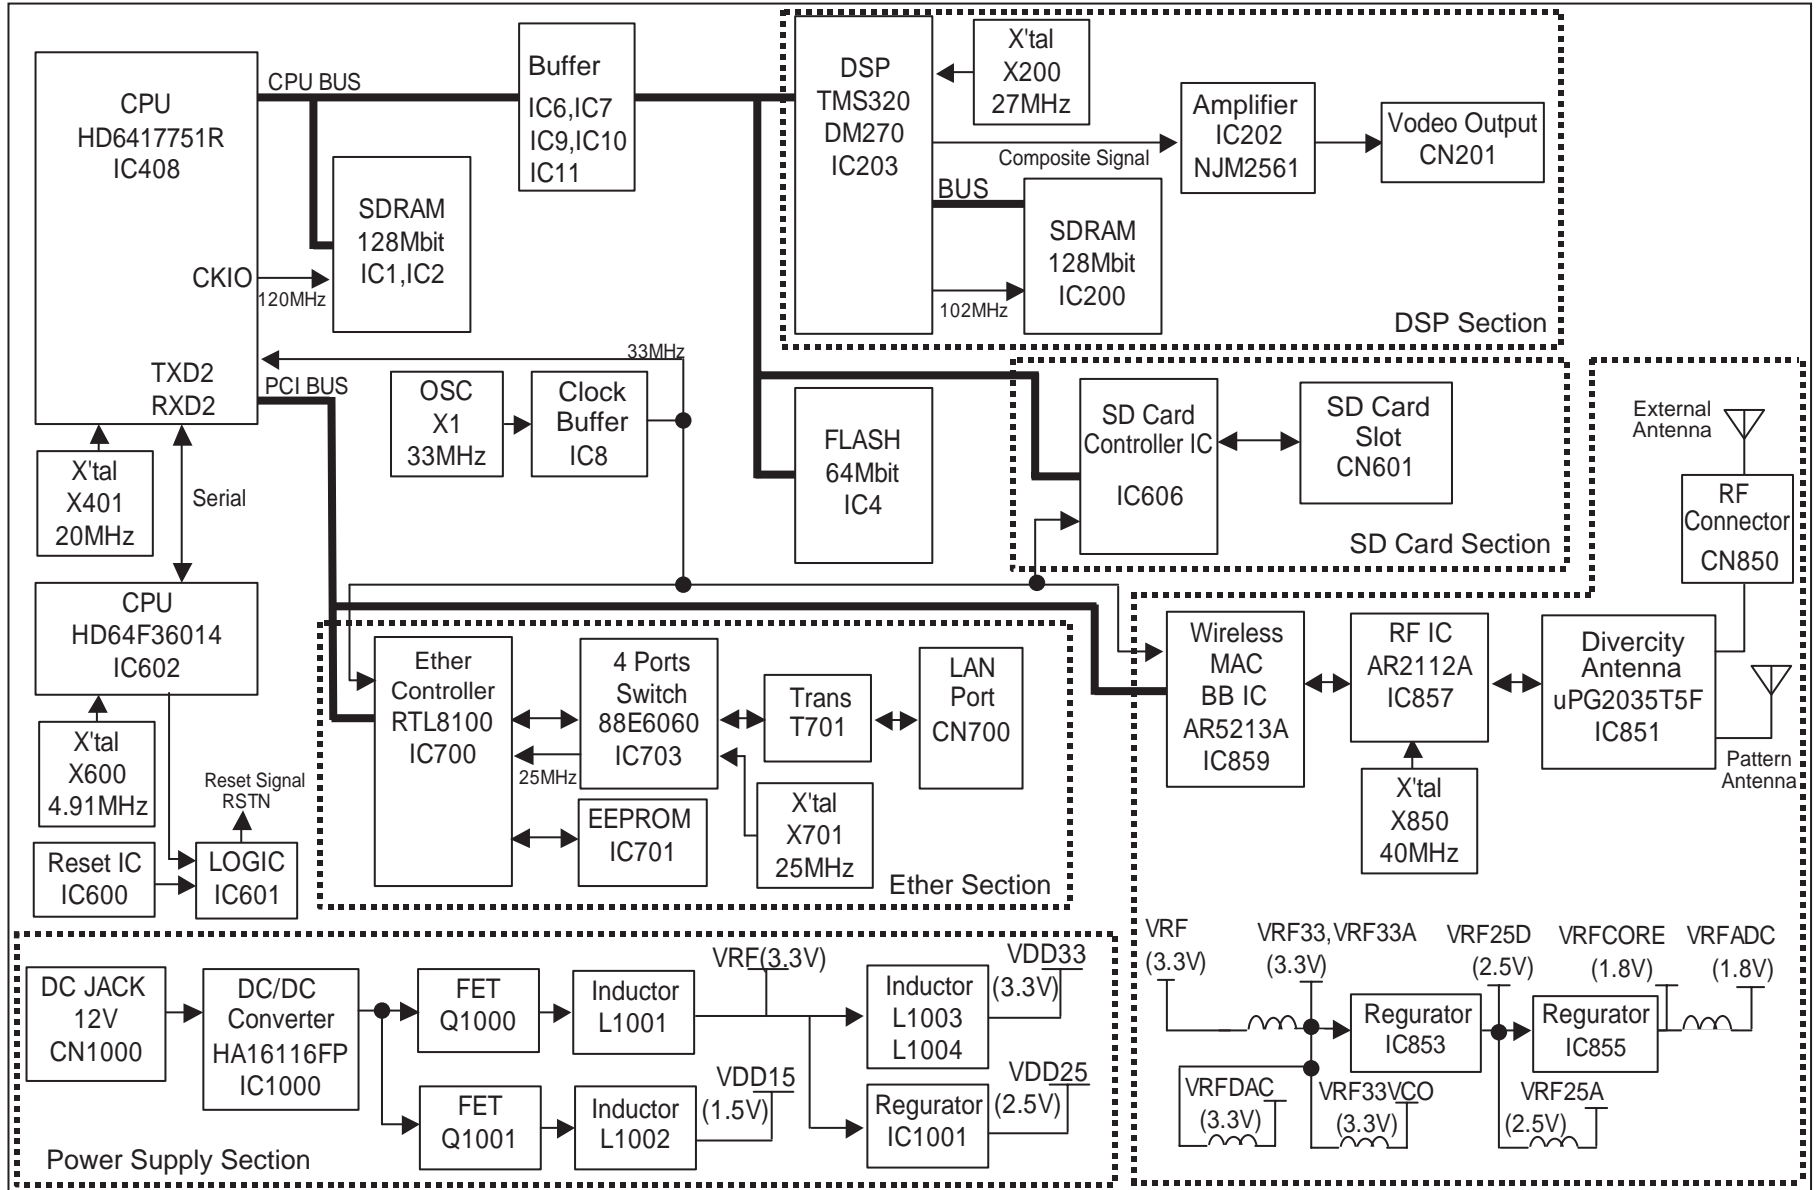 CPU
HD6417751R
IC408
CKIO
TXD2
RXD2
CPU BUS
120MHz
PCI BUS
SDRAM
128Mbit
IC1,IC2
Buffer
IC6,IC7
IC9,IC10
IC11
DSP
TMS320
DM270
IC203
X'tal
X200
27MHz
Composite Signal
Amplifier
IC202
NJM2561
Vodeo Output
CN201
BUS
SDRAM
128Mbit
IC200
102MHz
DSP Section
33MHz
OSC
X1
33MHz
Clock
Buffer
IC8
FLASH
64Mbit
IC4
SD Card
Controller IC
IC606
SD Card
Slot
CN601
SD Card Section
X'tal
X401
20MHz
Serial
CPU
HD64F36014
IC602
X'tal
X600
4.91MHz
Reset Signal
RSTN
Reset IC
IC600
LOGIC
IC601
Ether
Controller
RTL8100
IC700
4 Ports
Switch
88E6060
IC703
25MHz
Trans
T701
LAN
Port
CN700
EEPROM
IC701
X'tal
X701
25MHz
Ether Section
External
Antenna
RF
Connector
CN850
Wireless
MAC
BB IC
AR5213A
IC859
RF IC
AR2112A
IC857
Divercity
Antenna
uPG2035T5F
IC851
Pattern
Antenna
X'tal
X850
40MHz
VRF
(3.3V)
VRF33,VRF33A
(3.3V)
VRF25D
(2.5V)
VRFCORE
(1.8V)
VRFADC
(1.8V)
Regurator
IC853
Regurator
IC855
VRFDAC
(3.3V)
VRF33VCO
(3.3V)
VRF25A
(2.5V)
DC JACK
12V
CN1000
DC/DC
Converter
HA16116FP
IC1000
FET
Q1000
Inductor
L1001
VRF(3.3V)
Inductor
L1003
L1004
VDD33
(3.3V)
FET
Q1001
Inductor
L1002
VDD15
(1.5V)
Regurator
IC1001
VDD25
(2.5V)
Power Supply Section